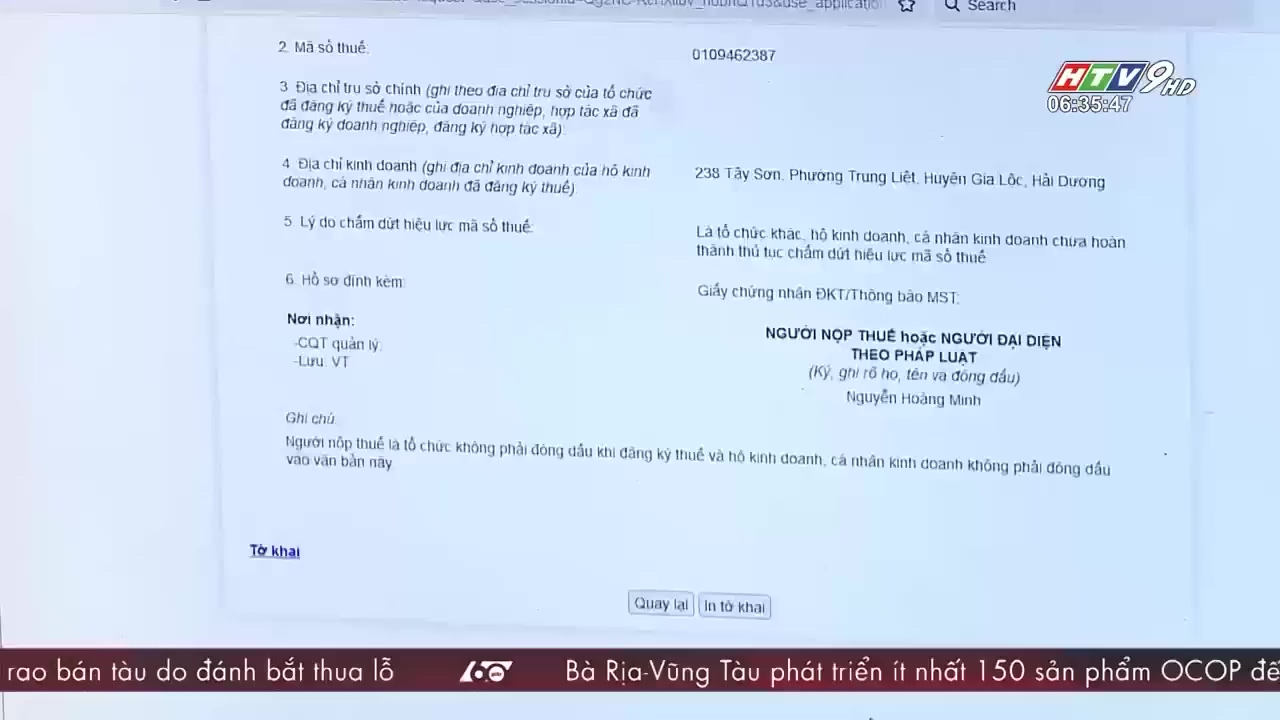 Search
2. Mã số thuế:
0109462387
3. Địa chỉ trụ sở chính (ghi theo địa chỉ trụ sở của tổ chức
đã đăng ký thuế hoặc của doanh nghiệp, hợp tác xã đã
đăng ký doanh nghiệp, đăng ký hợp tác xã):
4. Địa chỉ kinh doanh (ghi địa chỉ kinh doanh của hộ kinh
doanh, cá nhân kinh doanh đã đăng ký thuế)
238 Tây Sơn, Phường Trung Liệt, Huyện Gia Lộc, Hải Dương
5. Lý do chấm dứt hiệu lực mã số thuế:
Là tổ chức khác, hộ kinh doanh, cá nhân kinh doanh chưa hoàn
thành thủ tục chấm dứt hiệu lực mã số thuế
6. Hồ sơ đính kèm:
Giấy chứng nhận ĐKT/Thông báo MST:
Nơi nhận:
-CQT quản lý;
-Lưu: VT
NGƯỜI NỘP THUẾ hoặc NGƯỜI ĐẠI DIỆN
THEO PHÁP LUẬT
(Ký, ghi rõ họ, tên và đóng dấu)
Nguyễn Hoàng Minh
Ghi chú:
Người nộp thuế là tổ chức không phải đóng dấu khi đăng ký thuế và hộ kinh doanh, cá nhân kinh doanh không phải đóng dấu
vào văn bản này
Tờ khai
Quay lại
In tờ khai
HTV9 HD
06:35:47
rao bán tàu do đánh bắt thua lỗ
60
Bà Rịa-Vũng Tàu phát triển ít nhất 150 sản phẩm OCOP đế